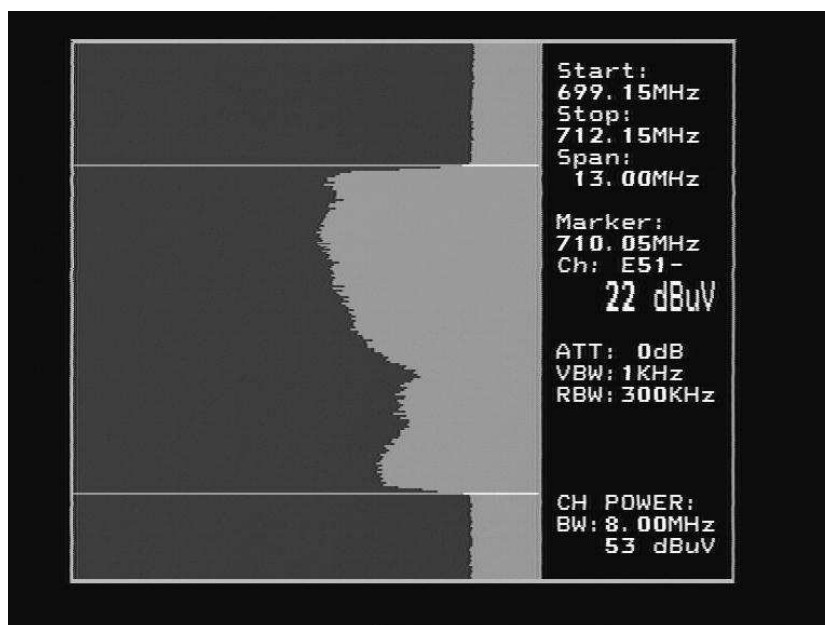 Start:
699.15MHz
Stop:
712.15MHz
Span:
13.00MHz
Marker:
710.05MHz
Ch: E51-
22 dBuV
ATT: 0dB
VBW:1KHz
RBW:300KHz
CH POWER:
BW:8.00MHz
53 dBuV